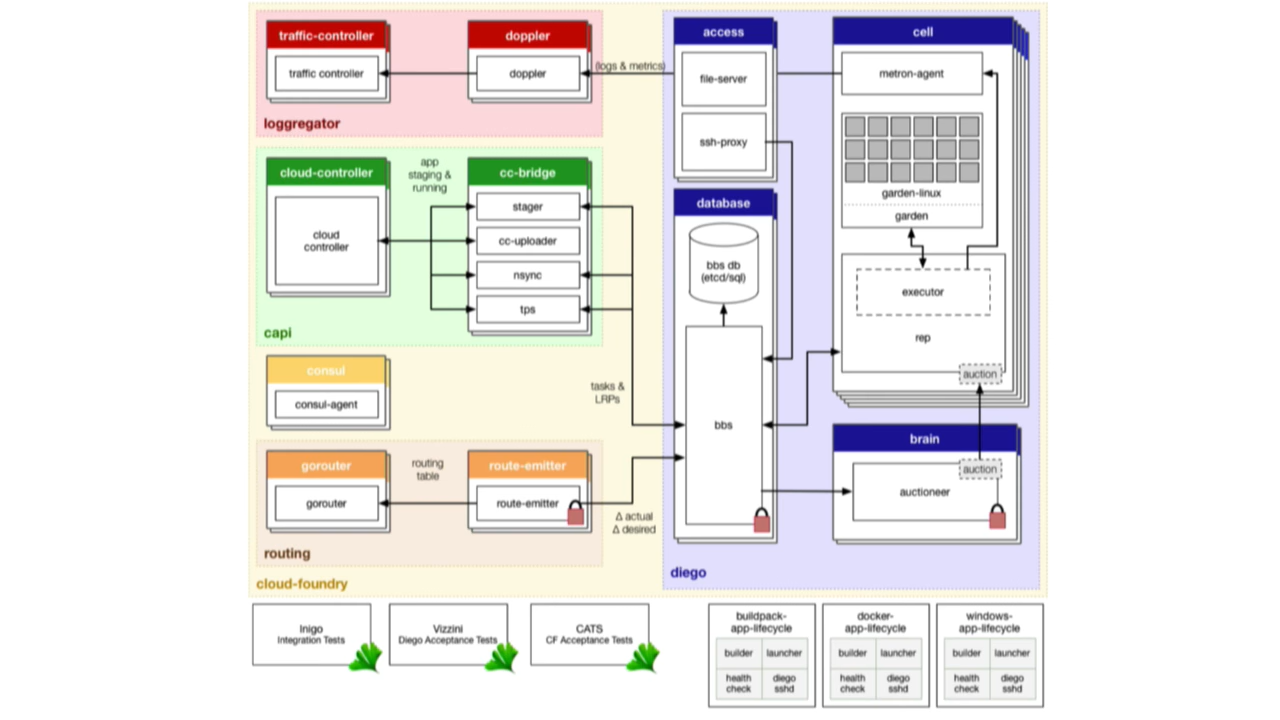 traffic-controller
traffic controller
doppler
doppler
(logs & metrics)
loggregator
cloud-controller
cloud
controller
app
staging &
running
cc-bridge
stager
cc-uploader
nsync
tps
capi
consul
consul-agent
tasks &
LRPs
gorouter
gorouter
routing
table
route-emitter
route-emitter
Δ actual
Δ desired
routing
cloud-foundry
access
file-server
ssh-proxy
database
bbs db
(etcd/sql)
bbs
cell
metron-agent
garden-linux
garden
executor
rep
auction
brain
auction
auctioneer
diego
Inigo
Integration Tests
Vizzini
Diego Acceptance Tests
CATS
CF Acceptance Tests
buildpack-
app-lifecycle
builder
launcher
health
check
diego
sshd
docker-
app-lifecycle
builder
launcher
health
check
diego
sshd
windows-
app-lifecycle
builder
launcher
health
check
diego
sshd